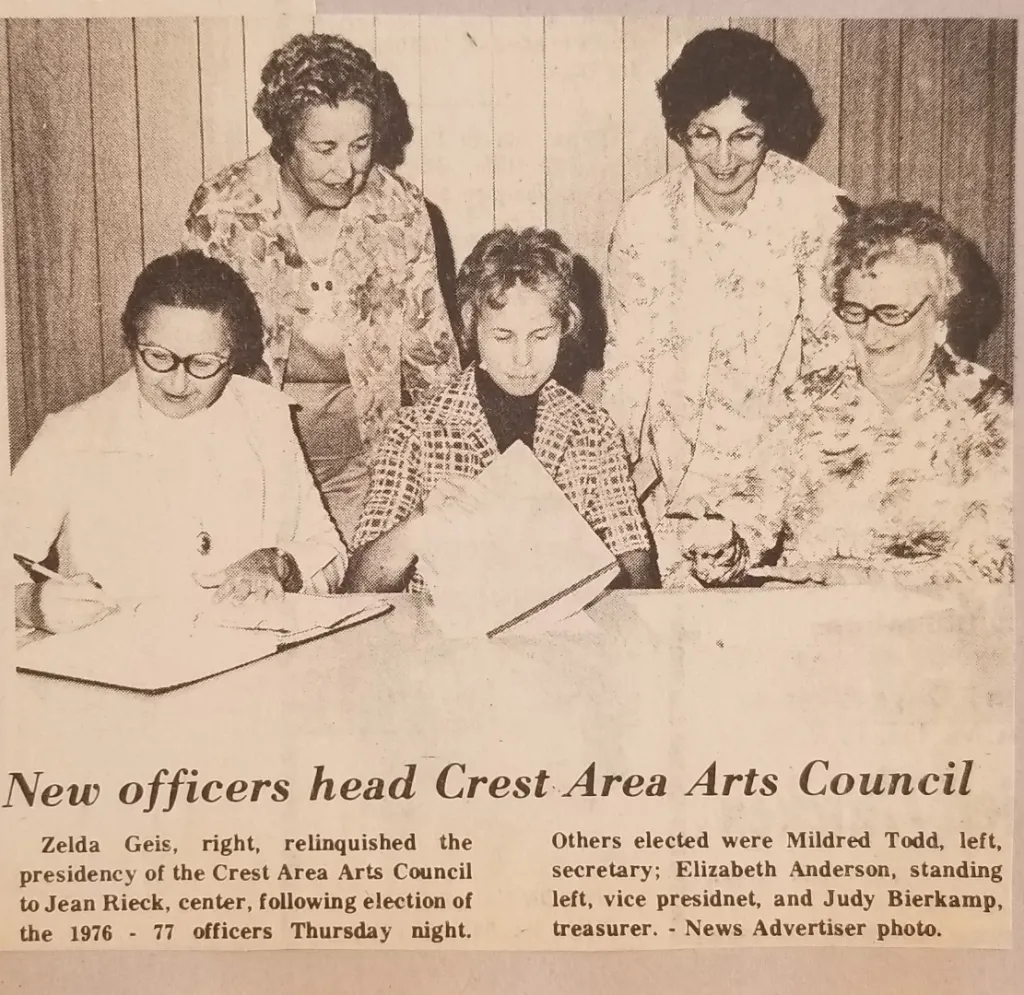 New officers head Crest Area Arts Council
Zelda Geis, right, relinquished the
presidency of the Crest Area Arts Council
to Jean Rieck, center, following election of
the 1976 - 77 officers Thursday night.
Others elected were Mildred Todd, left,
secretary; Elizabeth Anderson, standing
left, vice presidnet, and Judy Bierkamp,
treasurer. - News Advertiser photo.